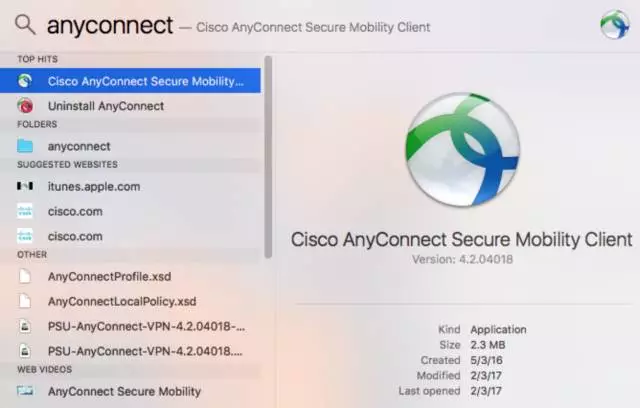 anyconnect — Cisco AnyConnect Secure Mobility Client
TOP HITS
Cisco AnyConnect Secure Mobility...
Uninstall AnyConnect
FOLDERS
anyconnect
SUGGESTED WEBSITES
itunes.apple.com
cisco.com
cisco.com
OTHER
AnyConnectProfile.xsd
AnyConnectLocalPolicy.xsd
PSU-AnyConnect-VPN-4.2.04018-...
PSU-AnyConnect-VPN-4.2.04018....
WEB VIDEOS
AnyConnect Secure Mobility
Cisco AnyConnect Secure Mobility Client
Version: 4.2.04018
Kind Application
Size 2.3 MB
Created 5/3/16
Modified 2/3/17
Last opened 2/3/17